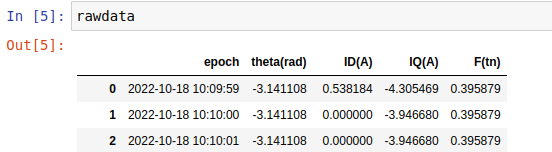 In [5]: rawdata
Out[5]:
epoch theta(rad) ID(A) IQ(A) F(tn)
0 2022-10-18 10:09:59 -3.141108 0.538184 -4.305469 0.395879
1 2022-10-18 10:10:00 -3.141108 0.000000 -3.946680 0.395879
2 2022-10-18 10:10:01 -3.141108 0.000000 -3.946680 0.395879